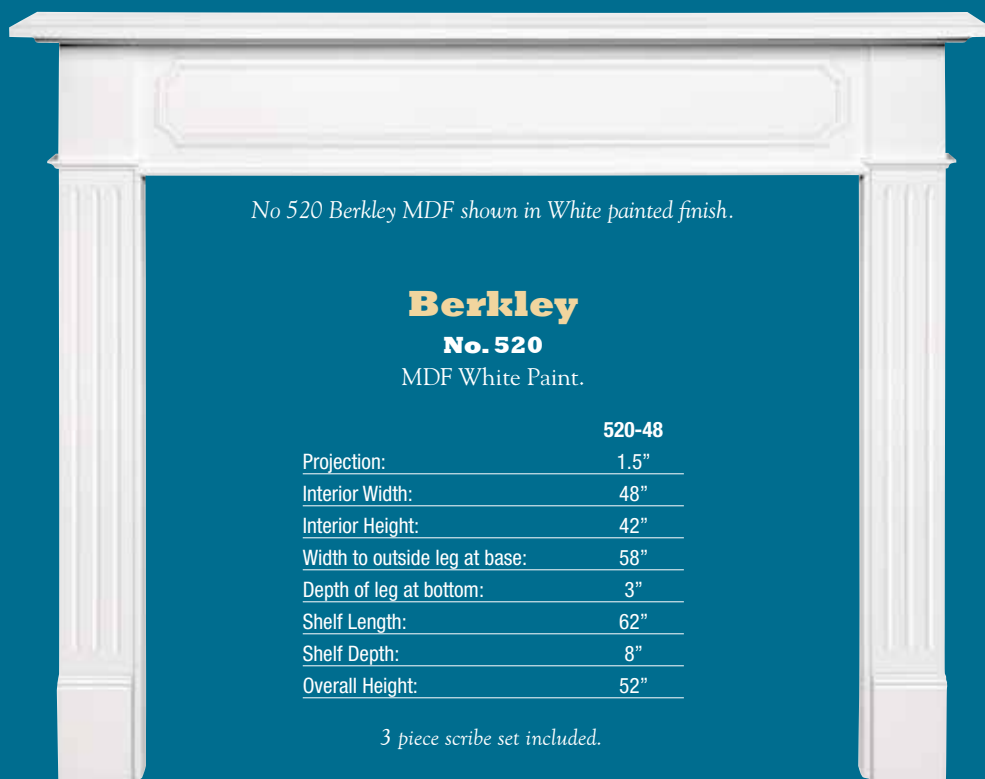 No 520 Berkley MDF shown in White painted finish.
Berkley
No. 520
MDF White Paint.
520-48
Projection: 1.5”
Interior Width: 48”
Interior Height: 42”
Width to outside leg at base: 58”
Depth of leg at bottom: 3”
Shelf Length: 62”
Shelf Depth: 8”
Overall Height: 52”
3 piece scribe set included.